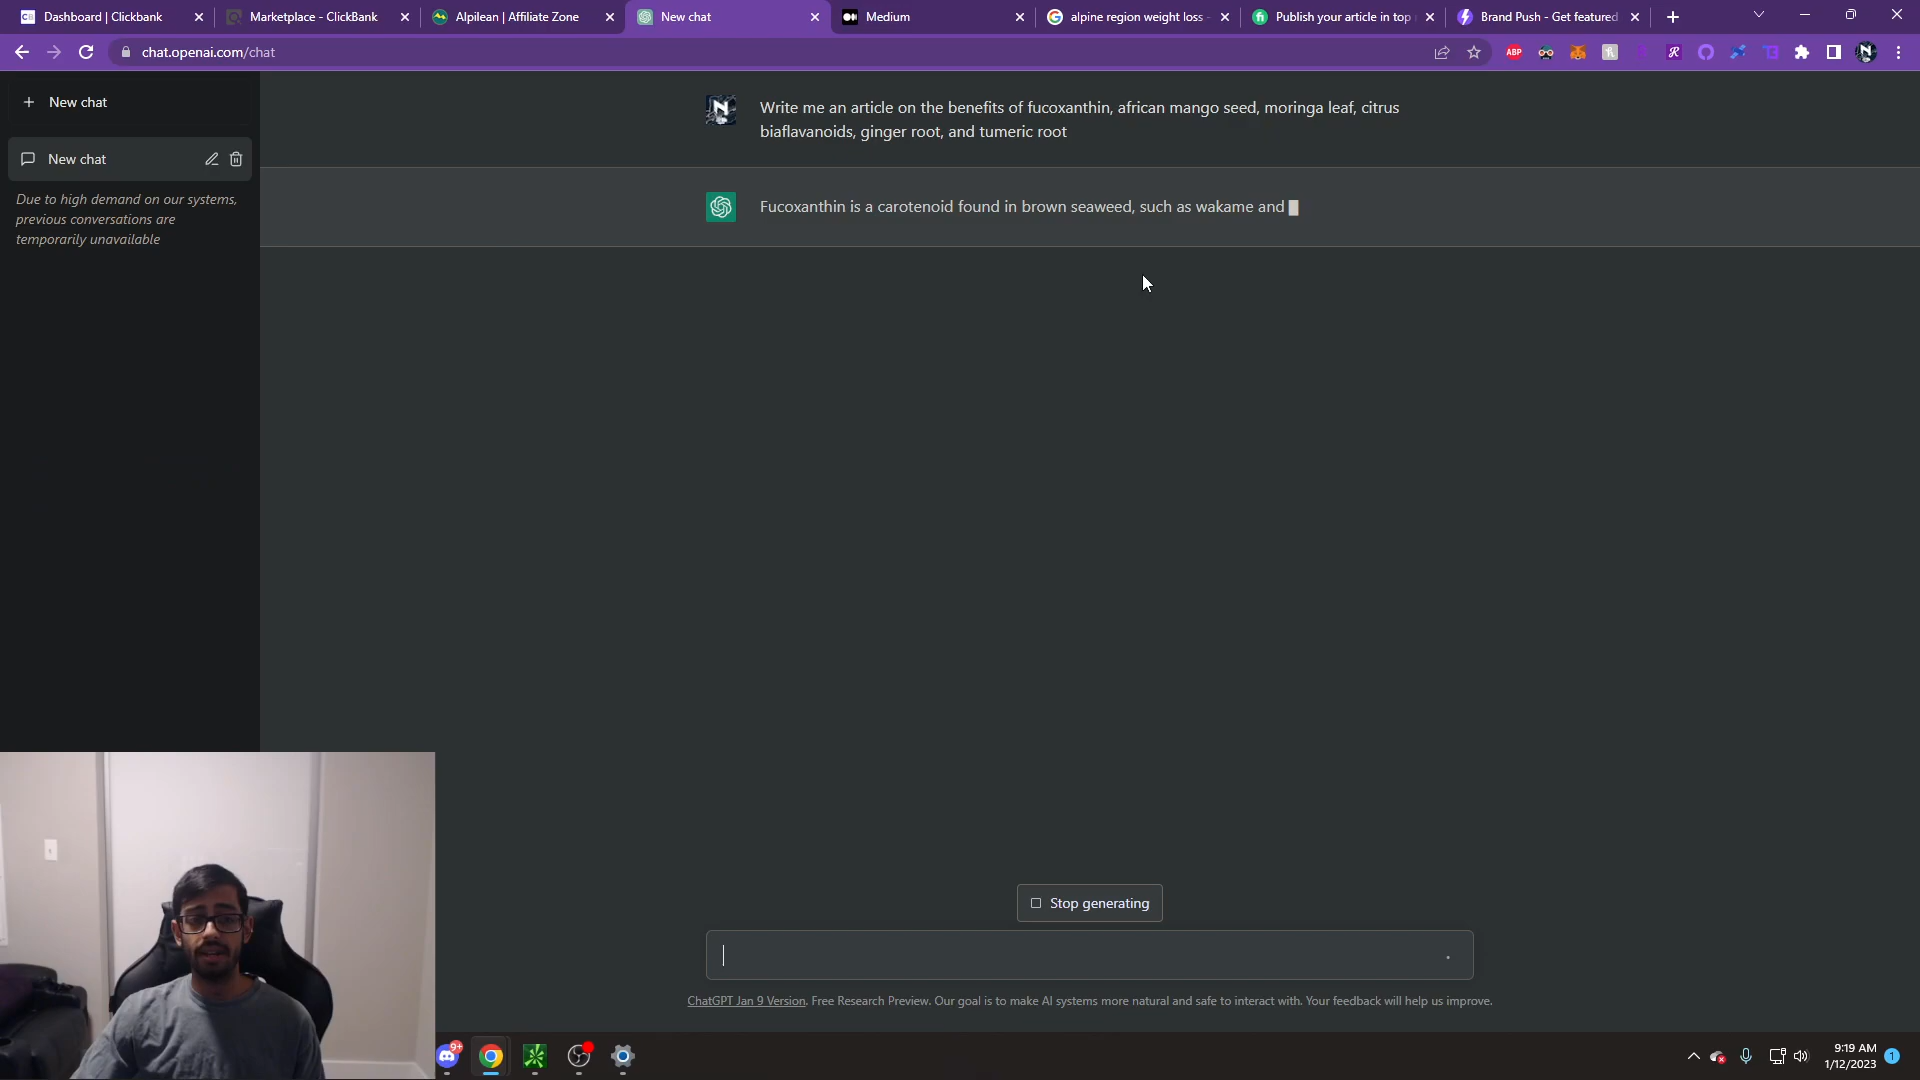 Dashboard | Clickbank
Marketplace - ClickBank
Alpilean | Affiliate Zone
New chat
Medium
alpine region weight loss -
Publish your article in top
Brand Push - Get featured
chat.openai.com/chat
ABP
New chat
New chat
Due to high demand on our systems,
previous conversations are
temporarily unavailable
Write me an article on the benefits of fucoxanthin, african mango seed, moringa leaf, citrus
biaflavanoids, ginger root, and tumeric root
Fucoxanthin is a carotenoid found in brown seaweed, such as wakame and
Stop generating
ChatGPT Jan 9 Version. Free Research Preview. Our goal is to make AI systems more natural and safe to interact with. Your feedback will help us improve.
9+
9:19 AM
1/12/2023
1